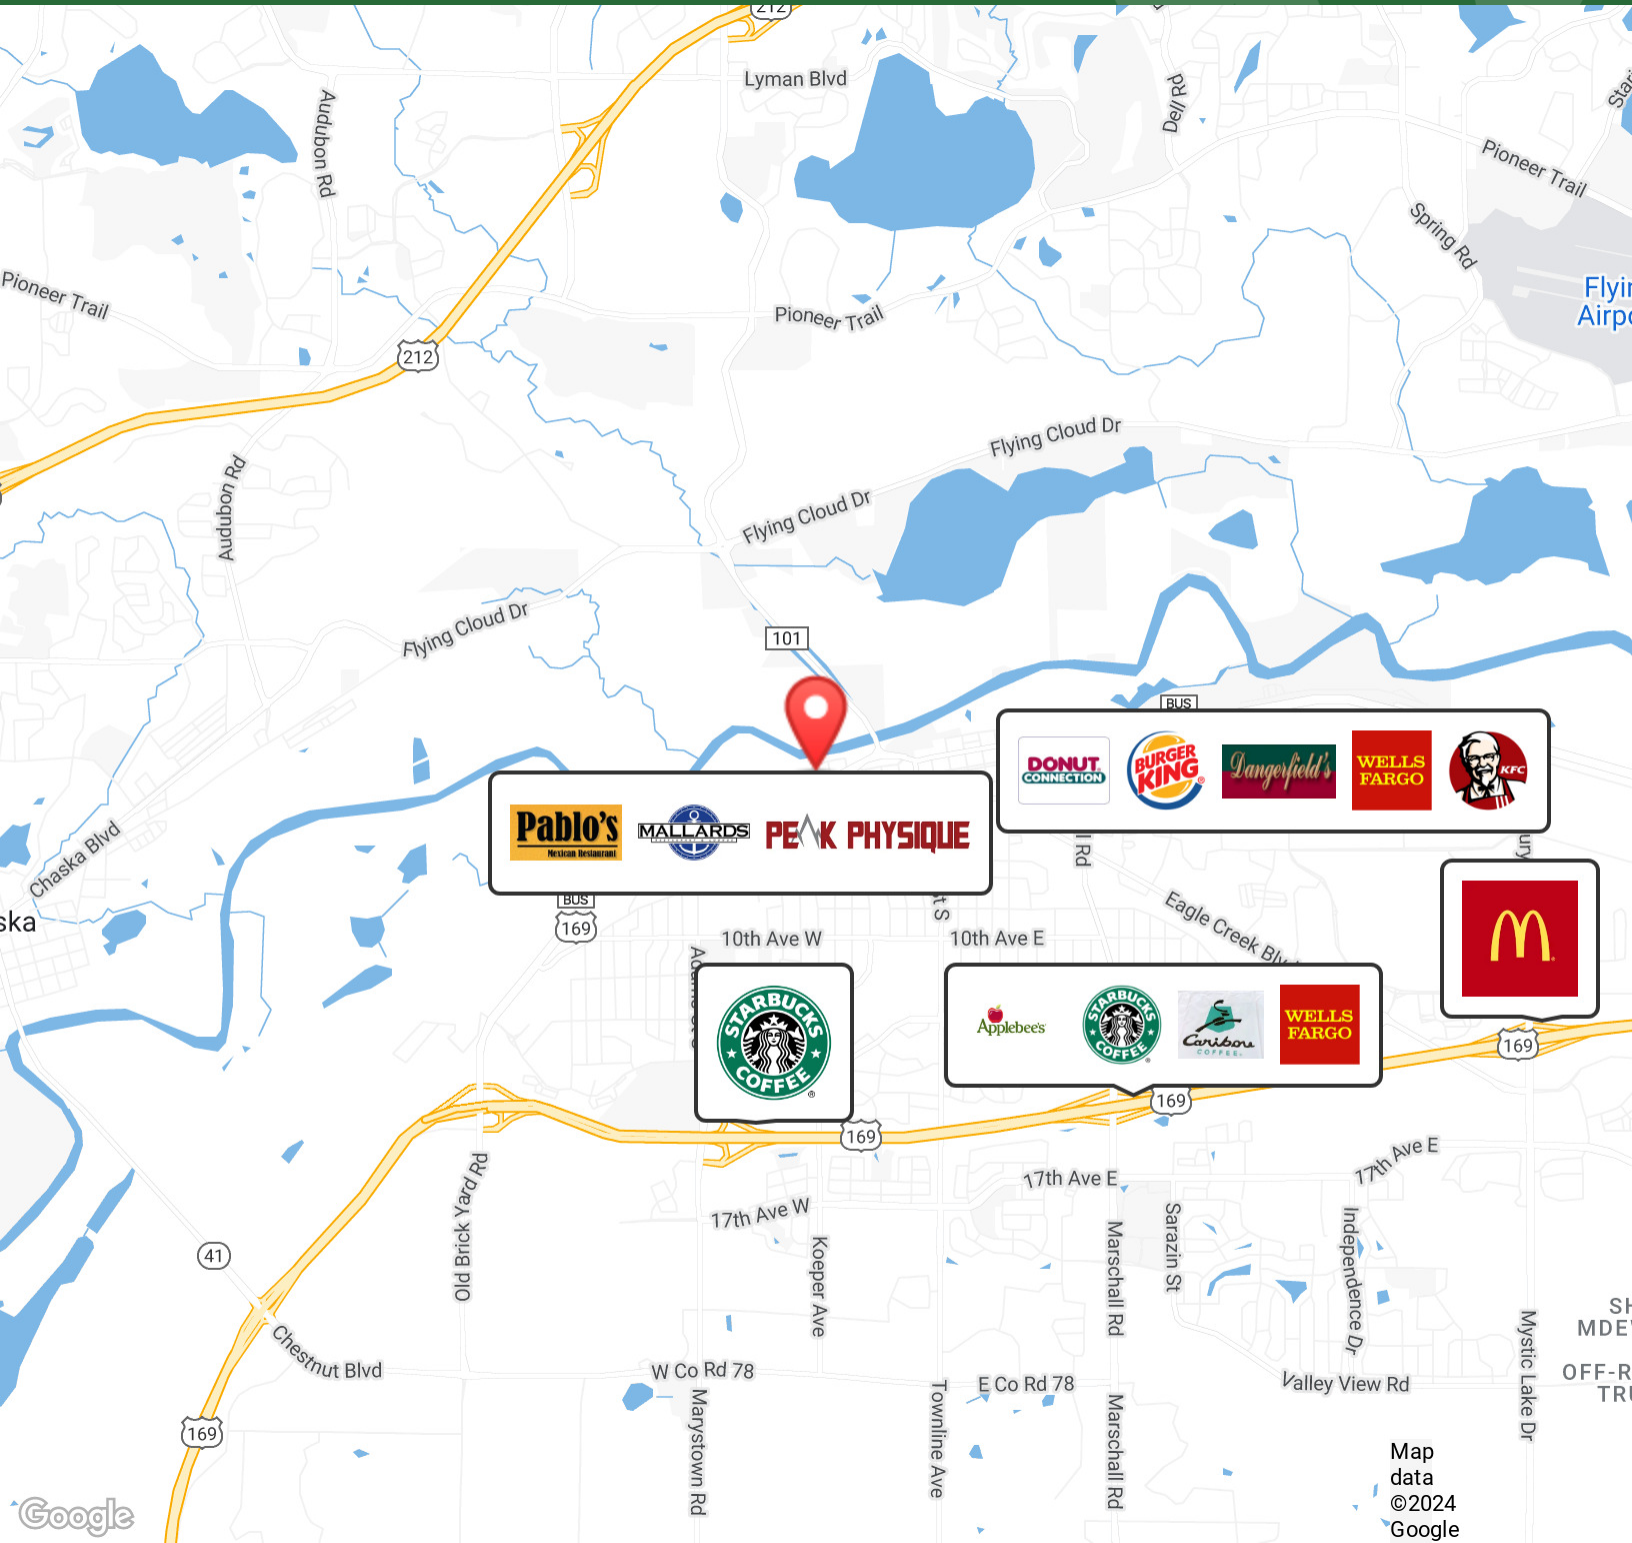 212
Lyman Blvd
Audubon Rd
Dell Rd
Pioneer Trail
Spring Rd
Pioneer Trail
Pioneer Trail
212
Flying Cloud Dr
Audubon Rd
Flying Cloud Dr
Flying Cloud Dr
101
BUS
DONUT
CONNECTION
BURGER
KING
Dangerfield's
WELLS
FARGO
KFC
Pablo's
Mexican Restaurant
MALLARDS
PEAK PHYSIQUE
Chaska Blvd
Rd
BUS
169
Eagle Creek
10th Ave W
10th Ave E
STARBUCKS
COFFEE
Applebee's
STARBUCKS
COFFEE
Caribou
COFFEE
WELLS
FARGO
169
169
169
17th Ave E
17th Ave E
17th Ave W
Old Brick Yard Rd
Koeper Ave
Marschall Rd
Sarazin St
Independence Dr
41
Chestnut Blvd
W Co Rd 78
E Co Rd 78
Valley View Rd
Mystic Lake Dr
169
Marystown Rd
Townline Ave
Marschall Rd
Map
data
©2024
Google
Google